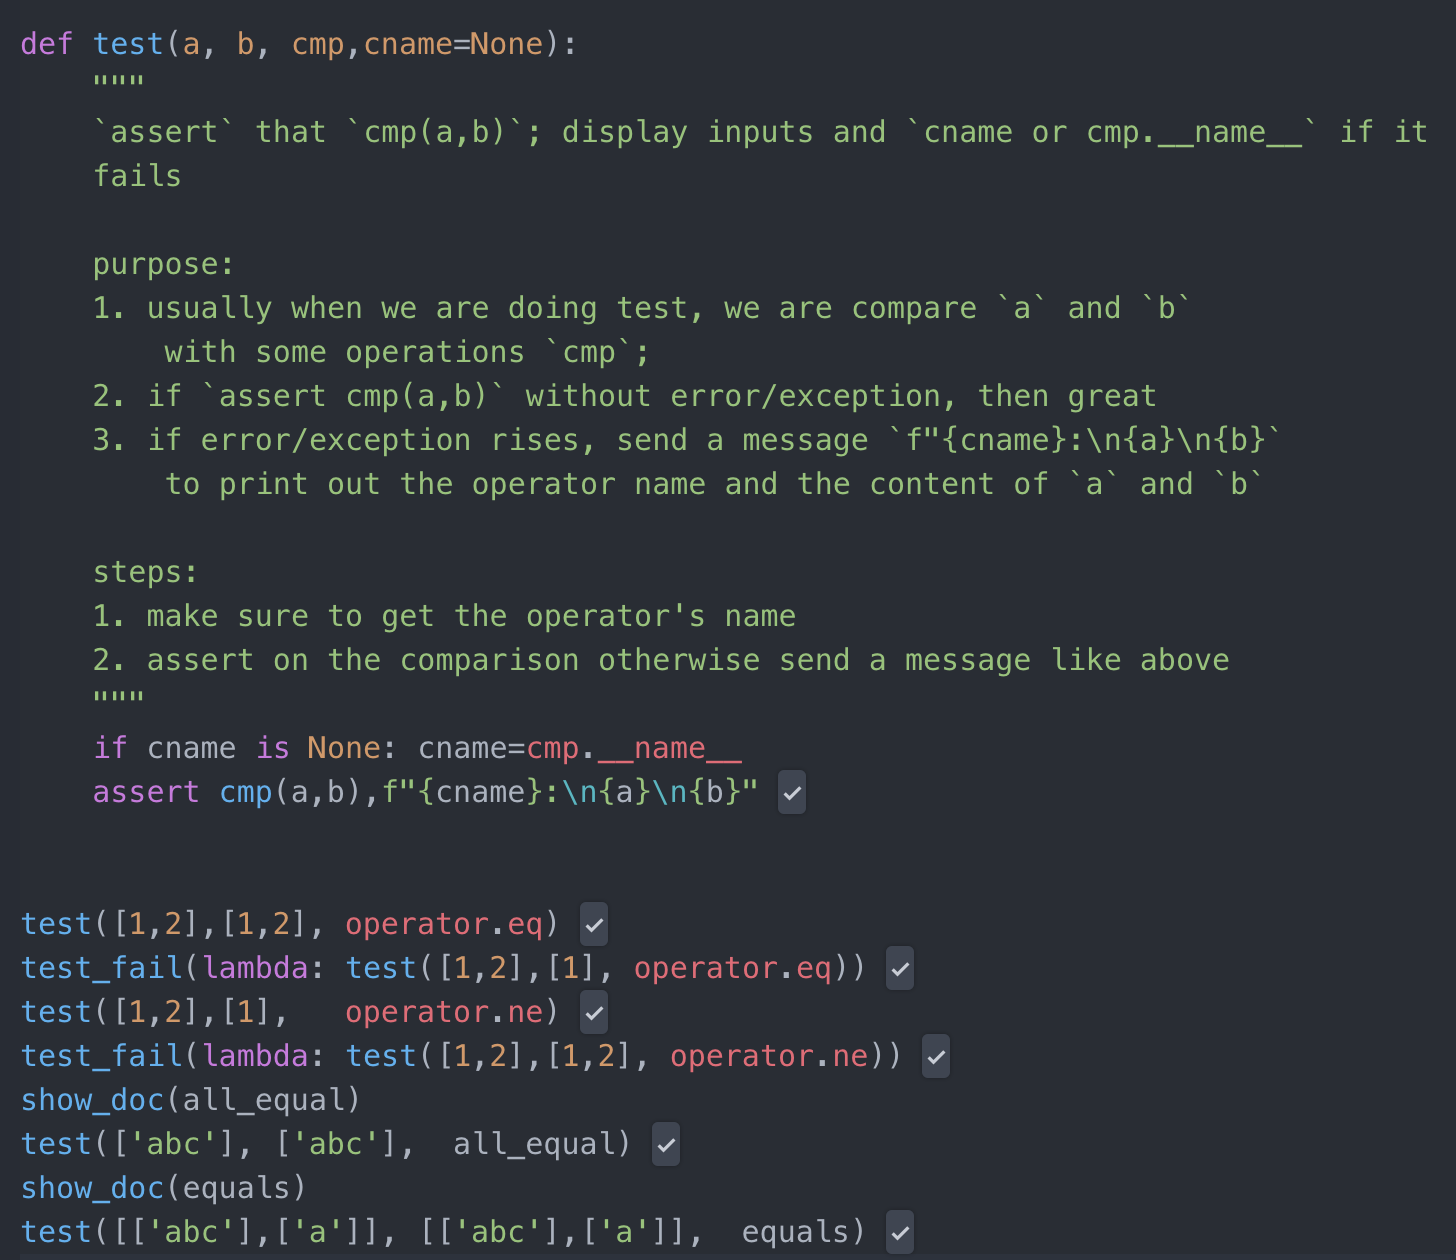 def test(a, b, cmp,cname=None):
    """
    `assert` that `cmp(a,b)`; display inputs and `cname or cmp.__name__` if it
    fails

    purpose:
    1. usually when we are doing test, we are compare `a` and `b`
        with some operations `cmp`;
    2. if `assert cmp(a,b)` without error/exception, then great
    3. if error/exception rises, send a message `f"{cname}:\n{a}\n{b}`
        to print out the operator name and the content of `a` and `b`

    steps:
    1. make sure to get the operator's name
    2. assert on the comparison otherwise send a message like above
    """
    if cname is None: cname=cmp.__name__
    assert cmp(a,b),f"{cname}:\n{a}\n{b}" ✓


test([1,2],[1,2], operator.eq) ✓
test_fail(lambda: test([1,2],[1], operator.eq)) ✓
test([1,2],[1],   operator.ne) ✓
test_fail(lambda: test([1,2],[1,2], operator.ne)) ✓
show_doc(all_equal)
test(['abc'], ['abc'],  all_equal) ✓
show_doc(equals)
test([['abc'],['a']], [['abc'],['a']],  equals) ✓